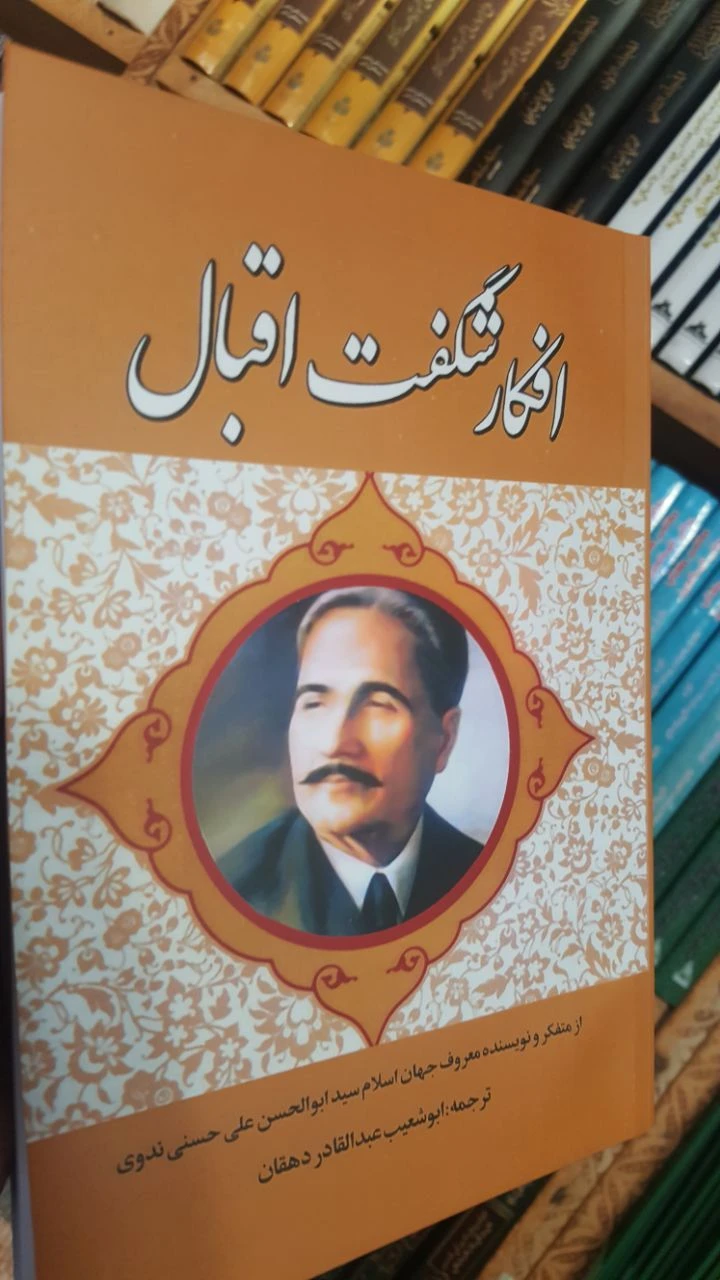 افکار شگفت اقبال
از متفکر و نویسنده معروف جهان اسلام سید ابوالحسن علی حسنی ندوی
ترجمه: ابوشعیب عبدالقادر دهقان